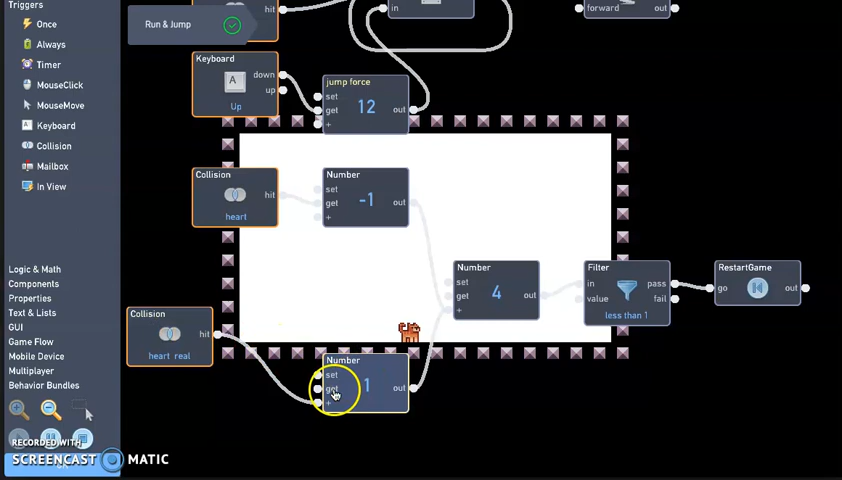 Triggers
Once
Always
Timer
MouseClick
MouseMove
Keyboard
Collision
Mailbox
In View
Logic & Math
Components
Properties
Text & Lists
GUI
Game Flow
Mobile Device
Multiplayer
Behavior Bundles
RECORDED WITH
SCREENCAST MATIC
Run & Jump
hit
in
forward out
Keyboard
down
up
A
Up
jump force
set
get
+
12
out
Collision
hit
heart
Number
set
get
+
-1
out
Number
set
get
+
4
out
Filter
in pass
value fail
less than 1
RestartGame
go out
Collision
hit
heart real
Number
set
get
+
1
out